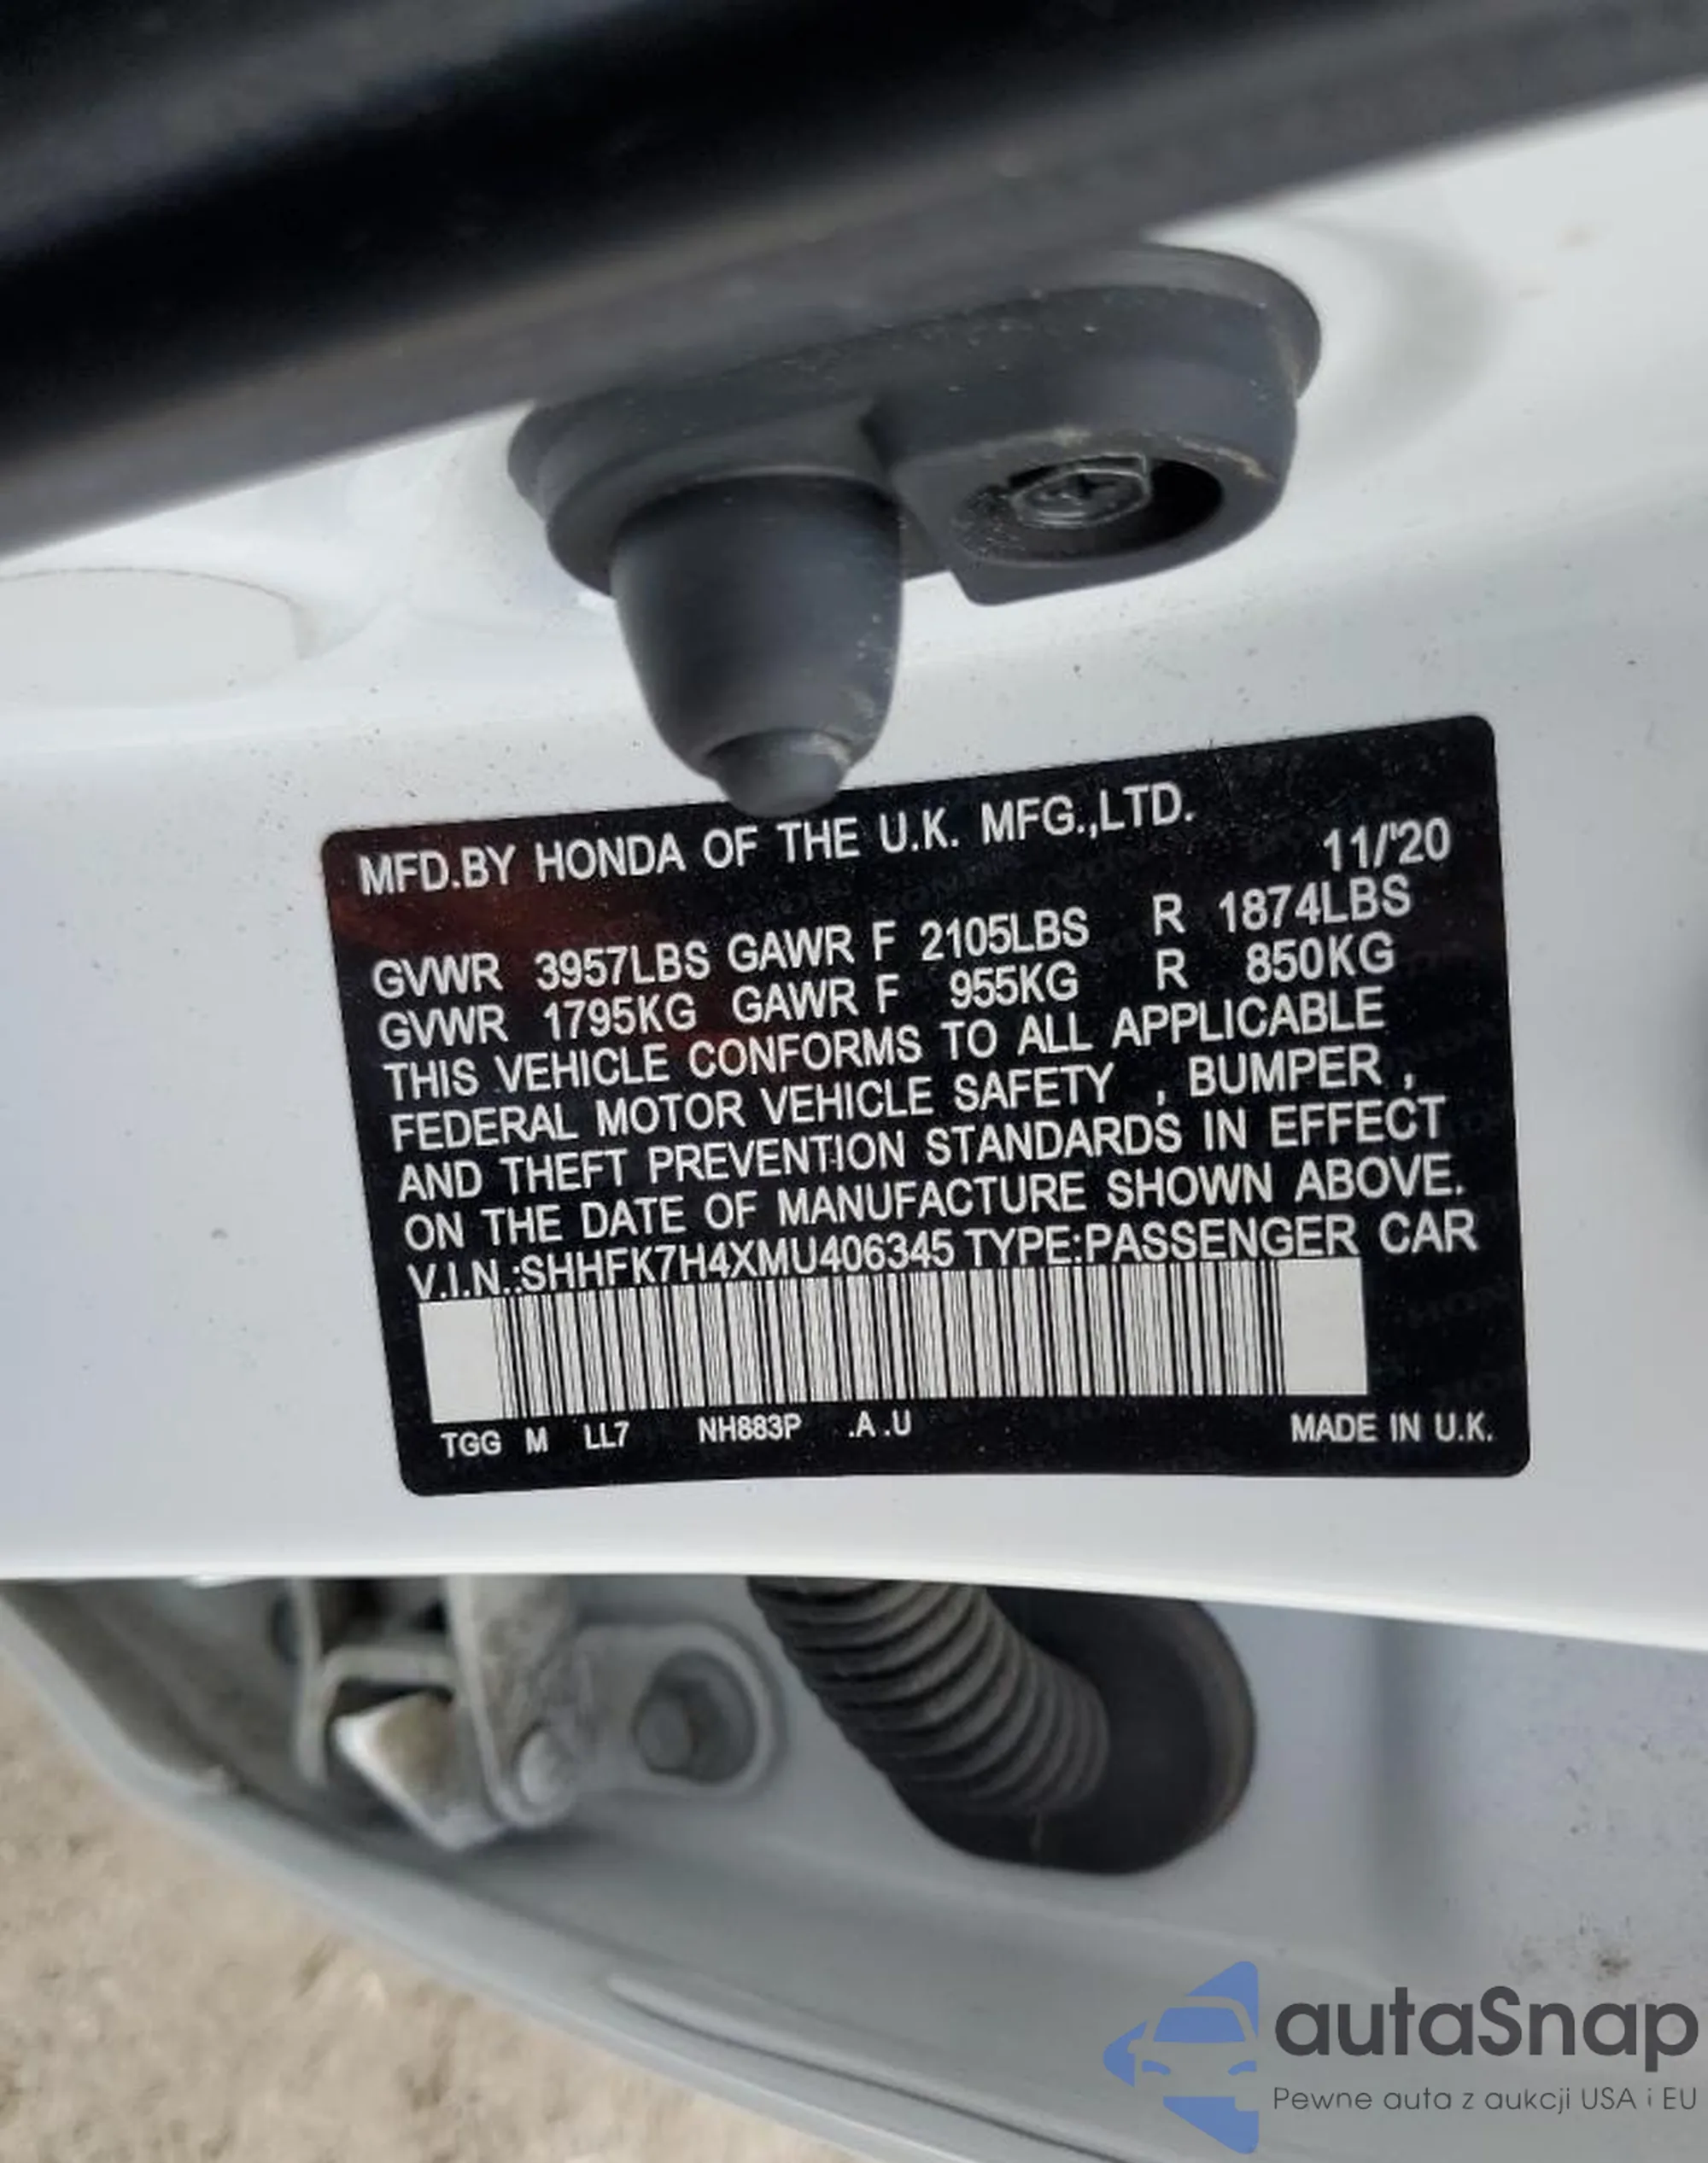 MFD.BY HONDA OF THE U.K. MFG.,LTD.
11/'20
GVWR 3957LBS GAWR F 2105LBS R 1874LBS
GVWR 1795KG GAWR F 955KG R 850KG
THIS VEHICLE CONFORMS TO ALL APPLICABLE
FEDERAL MOTOR VEHICLE SAFETY , BUMPER ,
AND THEFT PREVENTION STANDARDS IN EFFECT
ON THE DATE OF MANUFACTURE SHOWN ABOVE.
V.I.N.:SHHFK7H4XMU406345 TYPE:PASSENGER CAR
TGG M LL7 NH883P .A .U MADE IN U.K.
autaSnap
Pewne auta z aukcji USA i EU